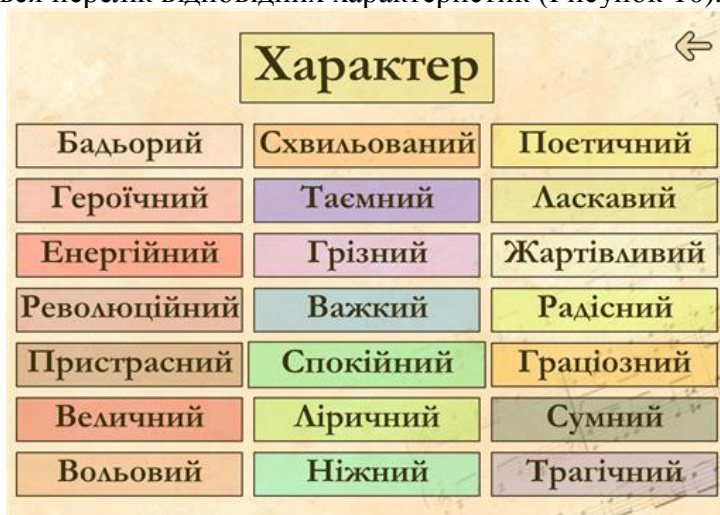 ься перелік відповідних характеристик (Рисунок 10).
Характер
Бадьорий Схвильований Поетичний
Героїчний Таємний Ласкавий
Енергійний Грізний Жартівливий
Революційний Важкий Радісний
Пристрасний Спокійний Граціозний
Величний Ліричний Сумний
Вольовий Ніжний Трагічний